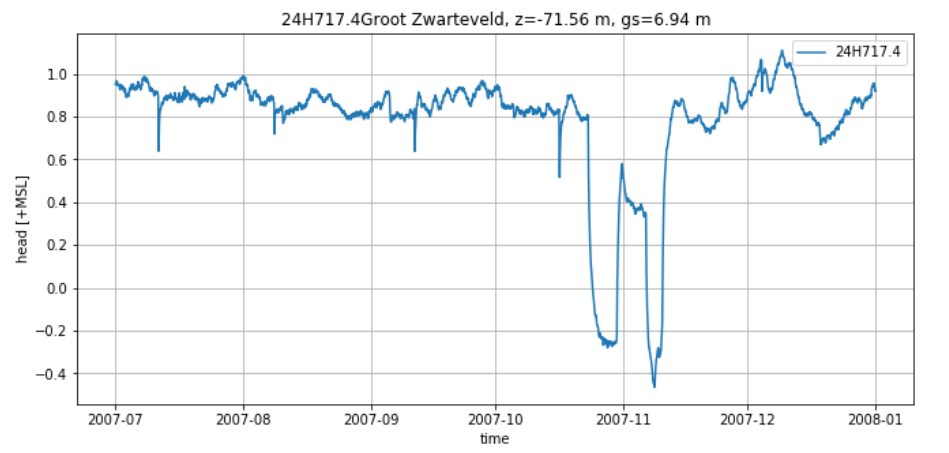 24H717.4Groot Zwarteveld, z=-71.56 m, gs=6.94 m
24H717.4
head [+MSL]
1.0
0.8
0.6
0.4
0.2
0.0
−0.2
−0.4
2007-07 2007-08 2007-09 2007-10 2007-11 2007-12 2008-01
time